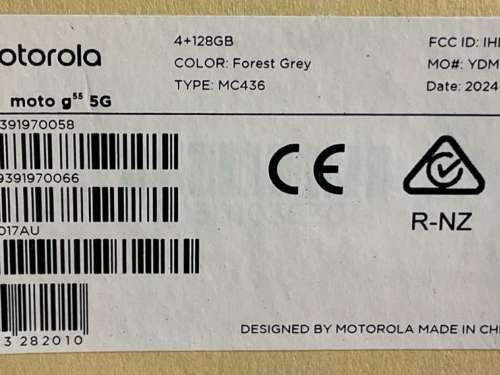 otorola
moto g⁵⁵ 5G
4+128GB
COLOR: Forest Grey
TYPE: MC436
FCC ID: IH
MO#: YDM
Date: 2024
391970058
9391970066
017AU
3 282010
CE
R-NZ
DESIGNED BY MOTOROLA MADE IN CH